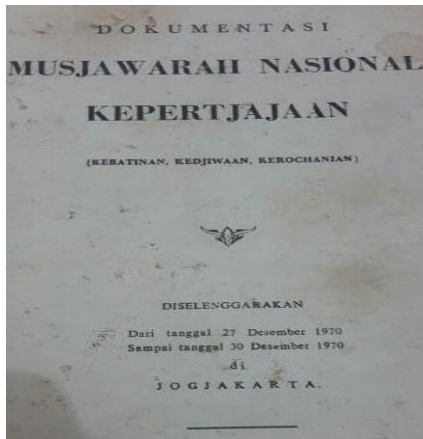 DOKUMENTASI
MUSJAWARAH NASIONAL
KEPERTJAJAAN
(KEBATINAN, KEDJIWAAN, KEROCHANIAN)
DISELENGGARAKAN
Dari tanggal 27 Desember 1970
Sampai tanggal 30 Desember 1970
di
JOGJAKARTA.